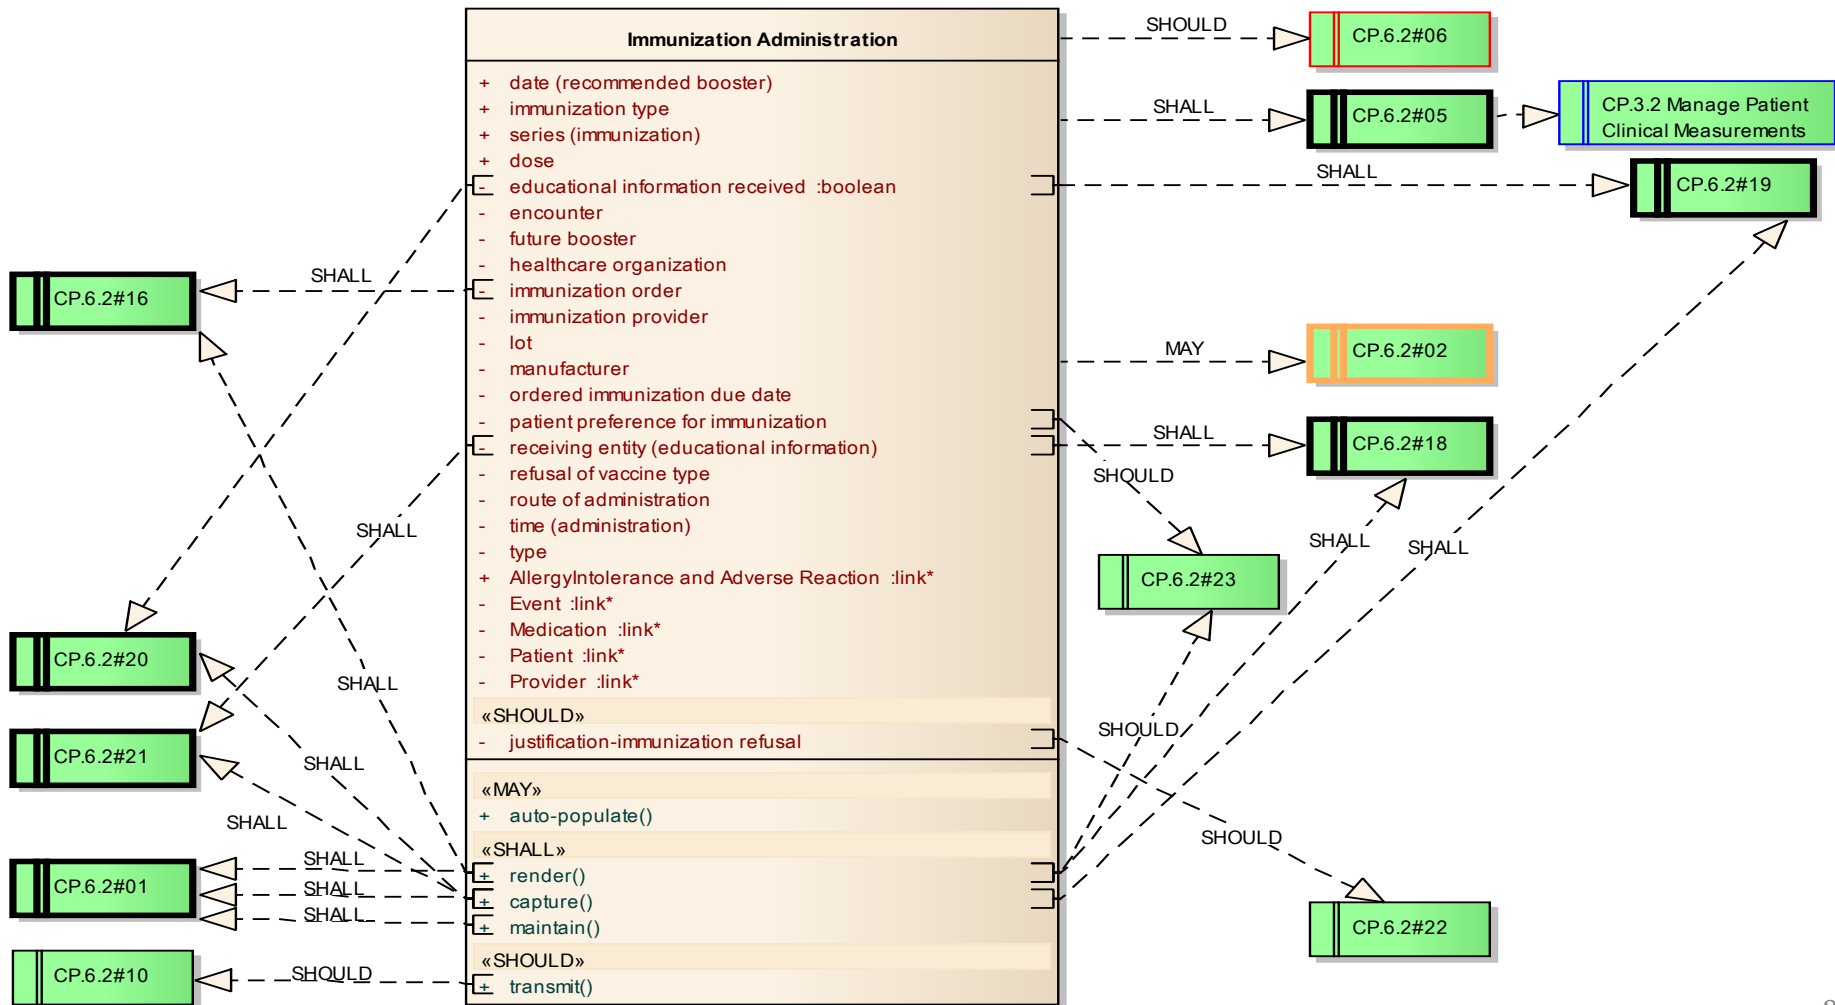 Immunization Administration
+ date (recommended booster)
+ immunization type
+ series (immunization)
+ dose
- educational information received :boolean
- encounter
- future booster
- healthcare organization
- immunization order
- immunization provider
- lot
- manufacturer
- ordered immunization due date
- patient preference for immunization
- receiving entity (educational information)
- refusal of vaccine type
- route of administration
- time (administration)
- type
+ AllergyIntolerance and Adverse Reaction :link*
- Event :link*
- Medication :link*
- Patient :link*
- Provider :link*
«SHOULD»
- justification-immunization refusal
«MAY»
+ auto-populate()
«SHALL»
+ render()
+ capture()
+ maintain()
«SHOULD»
+ transmit()
SHALL
CP.6.2#16
SHALL
SHALL
CP.6.2#20
CP.6.2#21
SHALL
SHALL
SHALL
CP.6.2#01
SHALL
SHALL
CP.6.2#10
SHOULD
SHOULD
CP.6.2#06
SHALL
CP.6.2#05
CP.3.2 Manage Patient
Clinical Measurements
SHALL
CP.6.2#19
MAY
CP.6.2#02
SHALL
CP.6.2#18
SHOULD
SHALL
SHALL
CP.6.2#23
SHOULD
SHOULD
CP.6.2#22